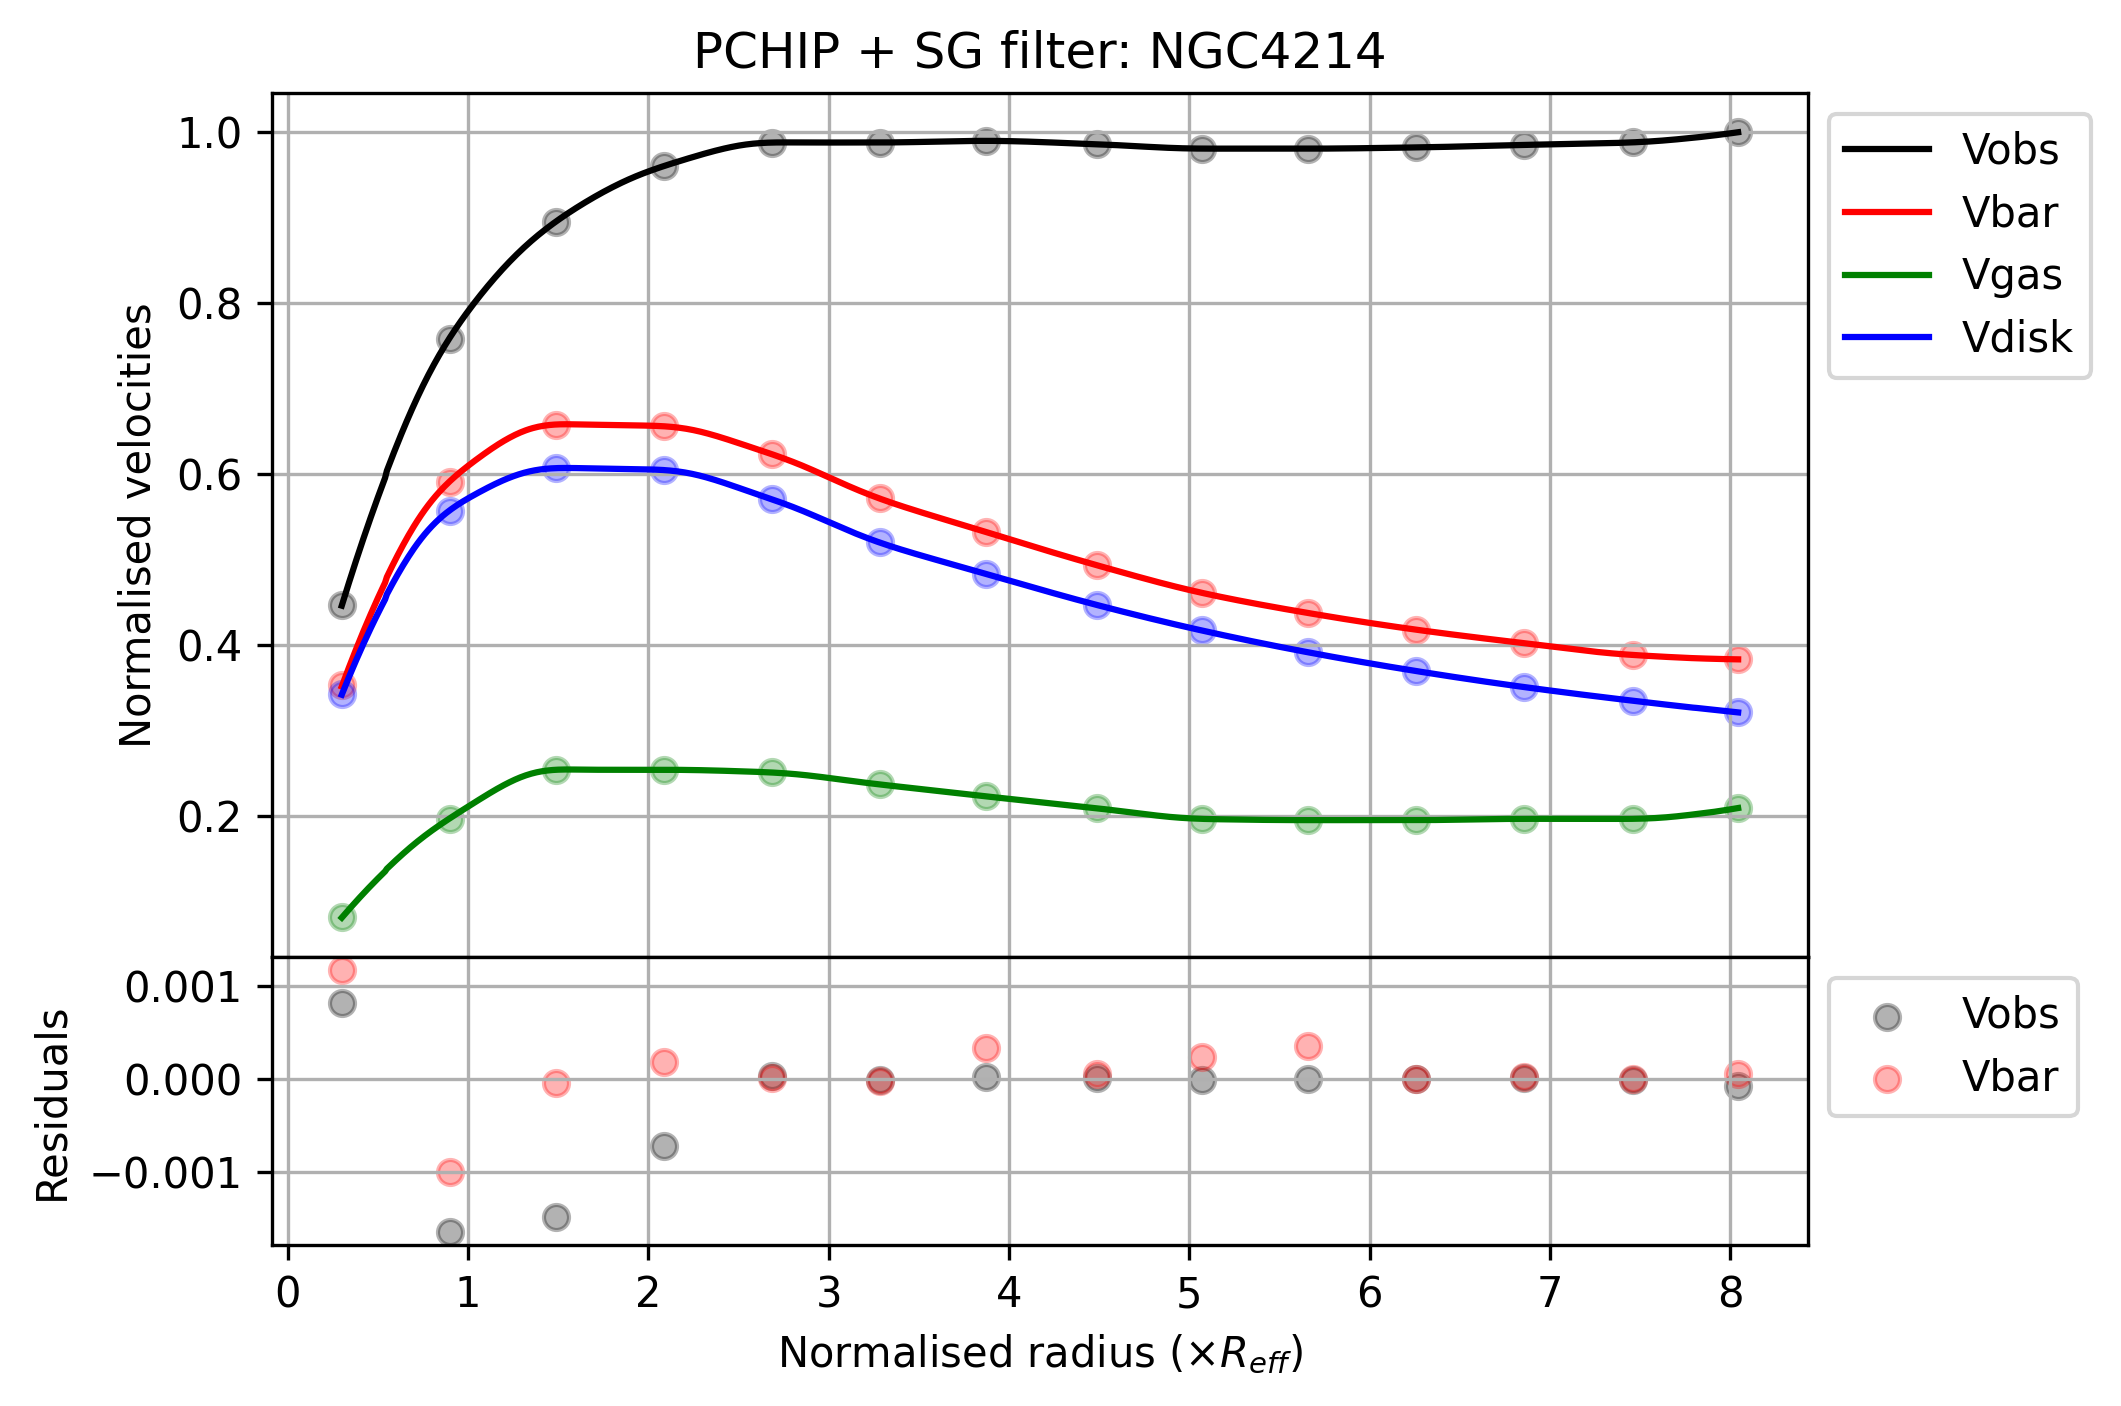 PCHIP + SG filter: NGC4214
Normalised velocities
1.0
0.8
0.6
0.4
0.2
Vobs
Vbar
Vgas
Vdisk
Residuals
0.001
0.000
−0.001
Vobs
Vbar
0 1 2 3 4 5 6 7 8
Normalised radius (×R_eff)